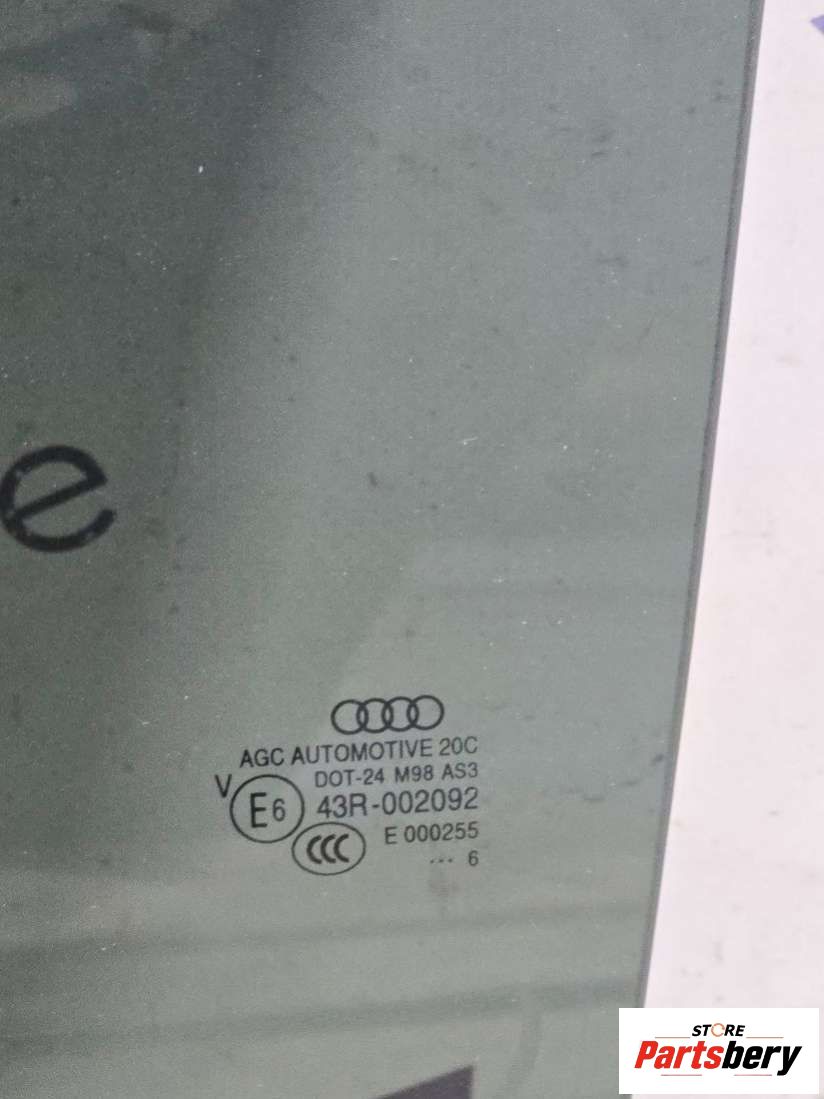 e
AGC AUTOMOTIVE 20C
DOT-24 M98 AS3
V
E6 43R-002092
CCC E 000255
... 6
STORE
Partsbery